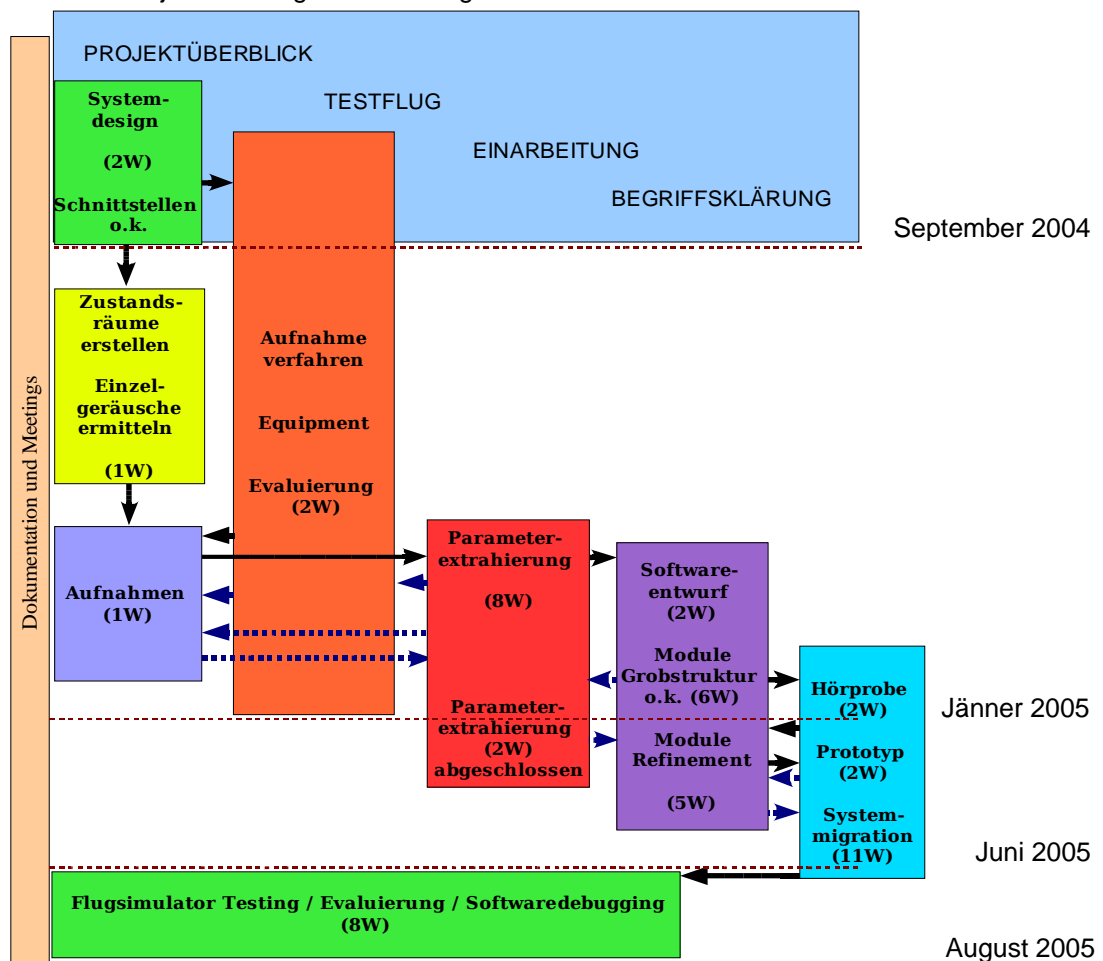 PROJEKTÜBERBLICK
TESTFLUG
EINARBEITUNG
BEGRIFFSKLÄRUNG
System-
design
(2W)
Schnittstellen
o.k.
September 2004
Dokumentation und Meetings
Zustands-
räume
erstellen
Einzel-
geräusche
ermitteln
(1W)
Aufnahme
verfahren
Equipment
Evaluierung
(2W)
Aufnahmen
(1W)
Parameter-
extrahierung
(8W)
Parameter-
extrahierung
(2W)
abgeschlossen
Software-
entwurf
(2W)
Module
Grobstruktur
o.k. (6W)
Module
Refinement
(5W)
Hörprobe
(2W)
Prototyp
(2W)
System-
migration
(11W)
Jänner 2005
Juni 2005
Flugsimulator Testing / Evaluierung / Softwaredebugging
(8W)
August 2005